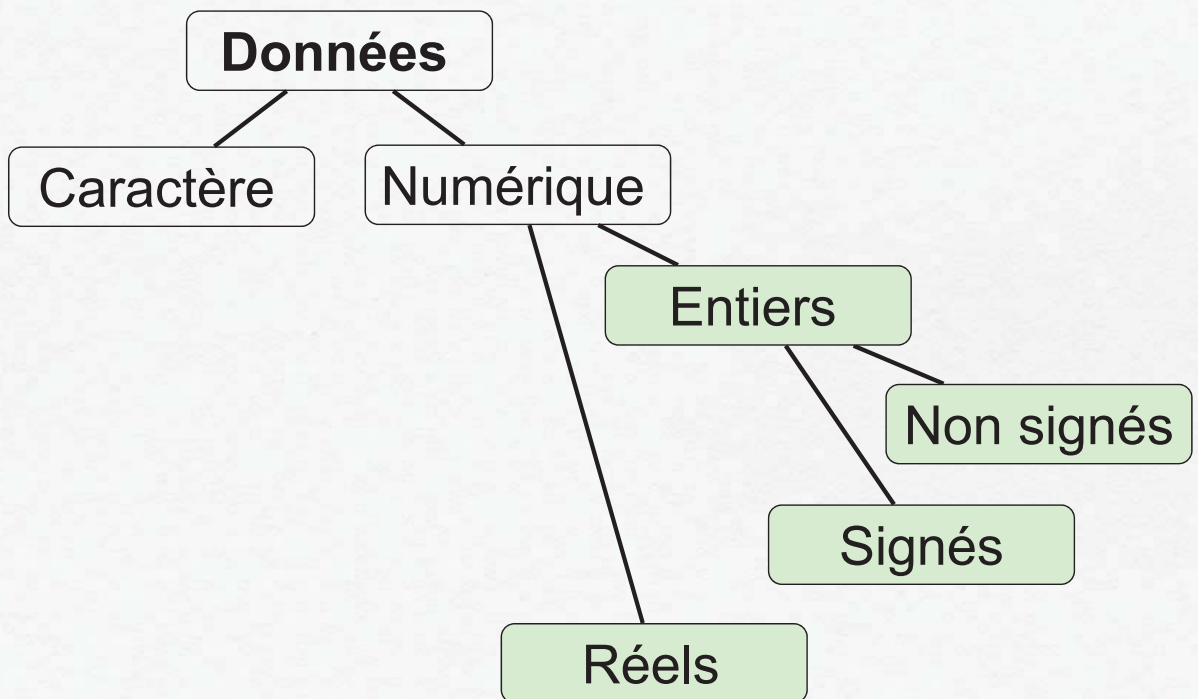 Données
Caractère
Numérique
Entiers
Non signés
Signés
Réels